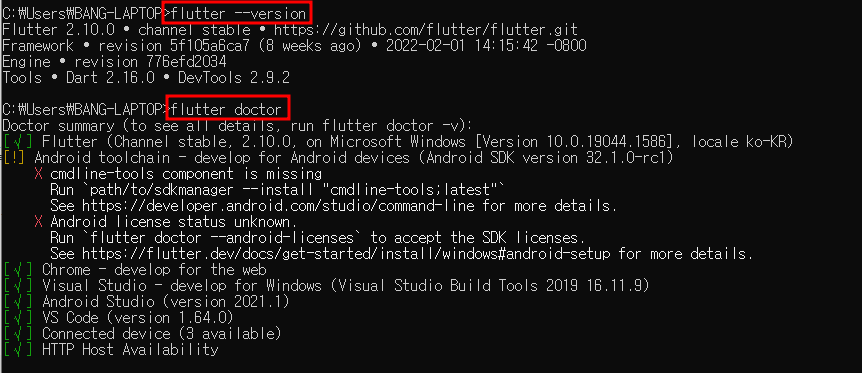 C:₩Users₩BANG-LAPTOP>flutter --version
Flutter 2.10.0 • channel stable • https://github.com/flutter/flutter.git
Framework • revision 5f105a6ca7 (8 weeks ago) • 2022-02-01 14:15:42 -0800
Engine • revision 776efd2034
Tools • Dart 2.16.0 • DevTools 2.9.2
C:₩Users₩BANG-LAPTOP>flutter doctor
Doctor summary (to see all details, run flutter doctor -v):
[√] Flutter (Channel stable, 2.10.0, on Microsoft Windows [Version 10.0.19044.1586], locale ko-KR)
[!] Android toolchain - develop for Android devices (Android SDK version 32.1.0-rc1)
X cmdline-tools component is missing
Run `path/to/sdkmanager --install "cmdline-tools;latest"`
See https://developer.android.com/studio/command-line for more details.
X Android license status unknown.
Run `flutter doctor --android-licenses` to accept the SDK licenses.
See https://flutter.dev/docs/get-started/install/windows#android-setup for more details.
[√] Chrome - develop for the web
[√] Visual Studio - develop for Windows (Visual Studio Build Tools 2019 16.11.9)
[√] Android Studio (version 2021.1)
[√] VS Code (version 1.64.0)
[√] Connected device (3 available)
[√] HTTP Host Availability